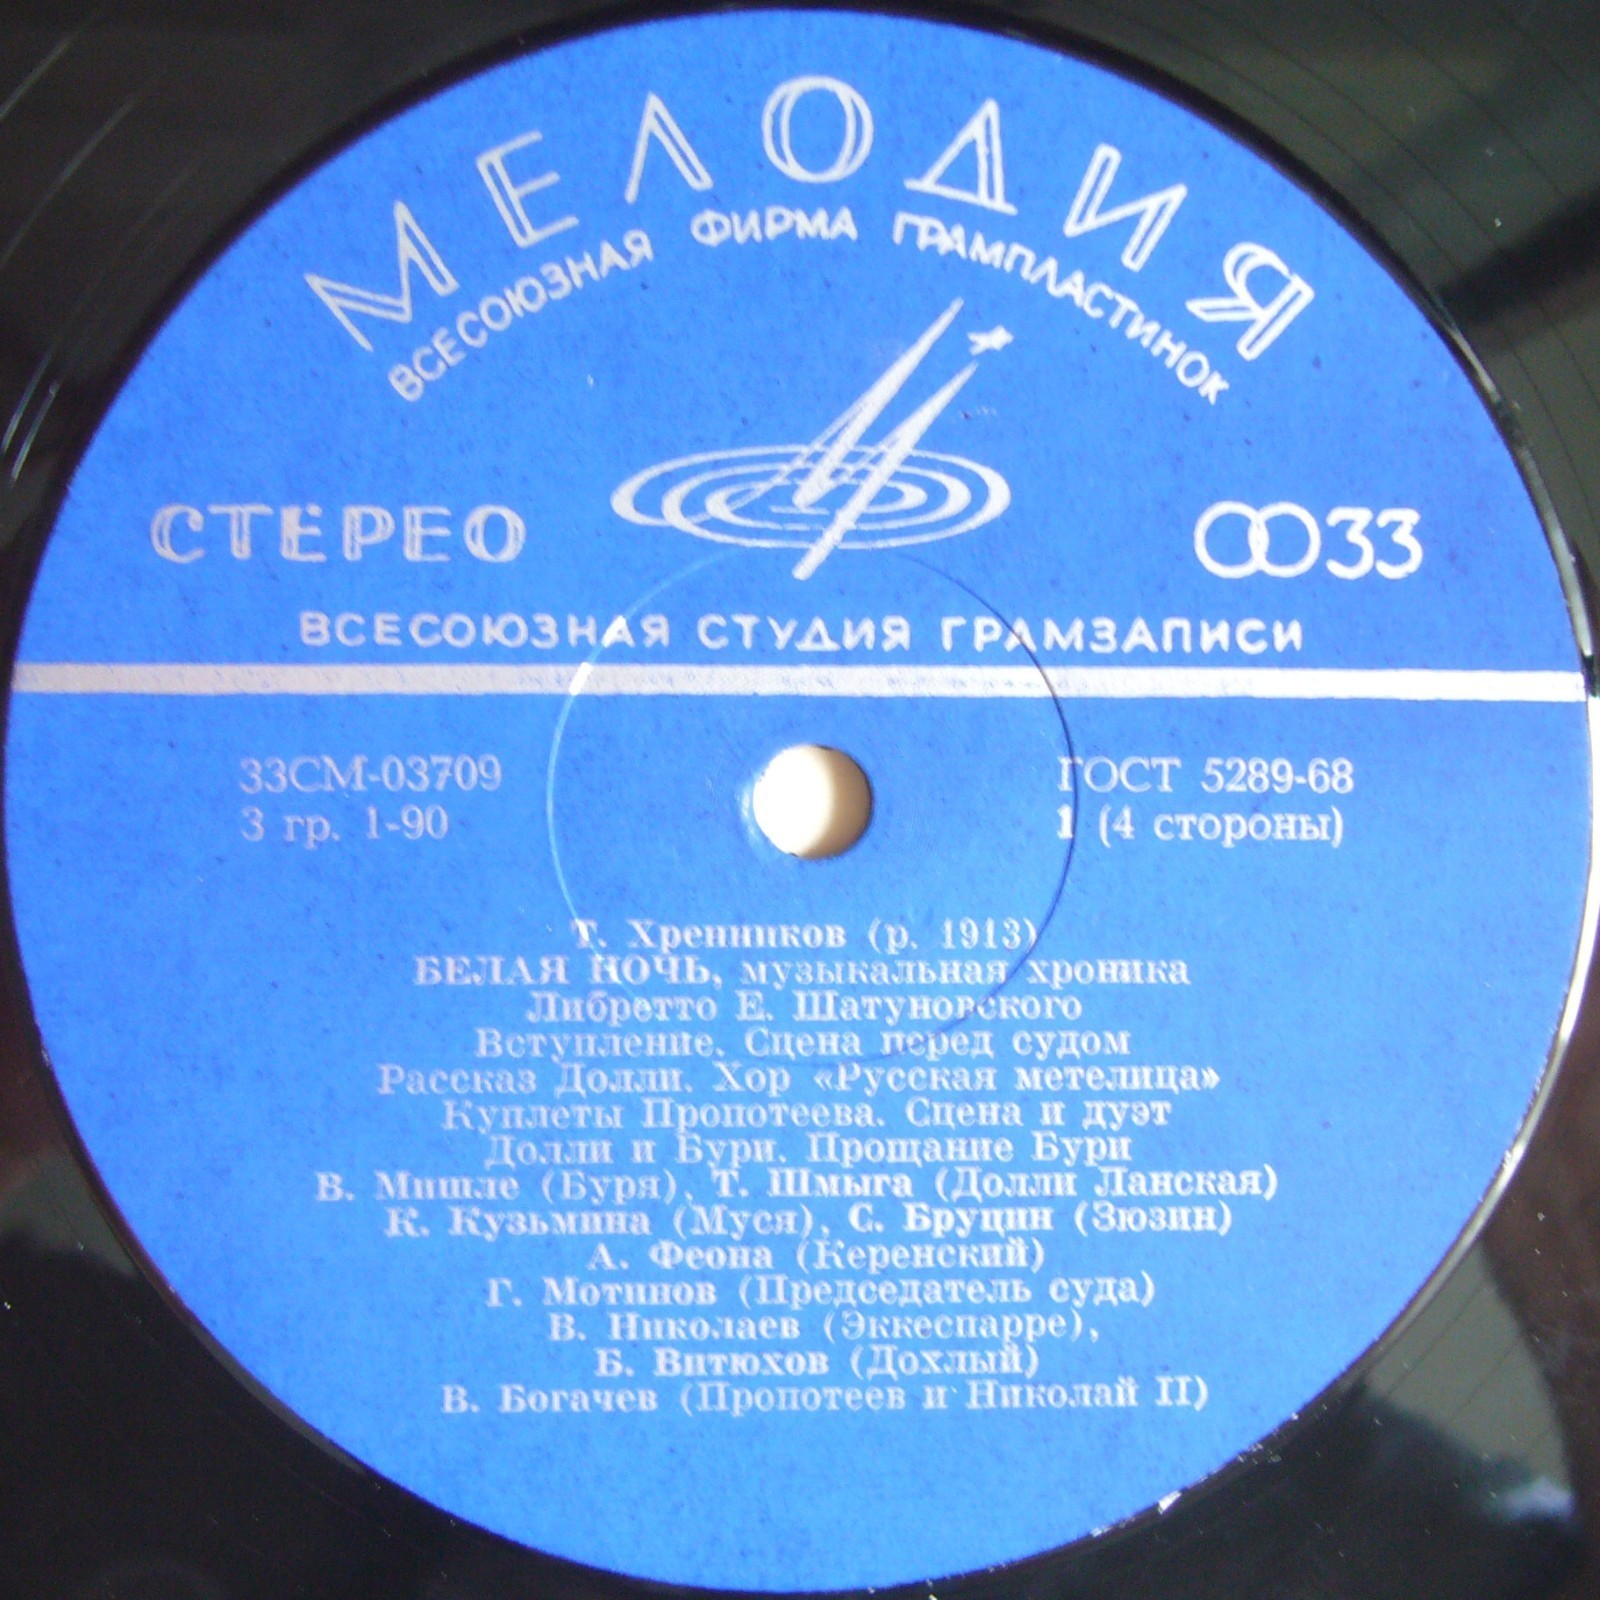 МЕЛОДИЯ
ВСЕСОЮЗНАЯ ФИРМА ГРАМПЛАСТИНОК
СТЕРЕО
33
ВСЕСОЮЗНАЯ СТУДИЯ ГРАМЗАПИСИ
33СМ-03709
ГОСТ 5289-68
3 гр. 1-90
1 (4 стороны)
Т. Хренников (р. 1913)
БЕЛАЯ НОЧЬ, музыкальная хроника
Либретто Е. Шатуновского
Вступление. Сцена перед судом
Рассказ Долли. Хор «Русская метелица»
Куплеты Пропотеева. Сцена и дуэт
Долли и Бури. Прощание Бури
В. Мишле (Буря), Т. Шмыга (Долли Ланская)
К. Кузьмина (Муся), С. Бруцин (Зюзин)
А. Феона (Керенский)
Г. Мотинов (Председатель суда)
В. Николаев (Эккеспарре),
Б. Витюхов (Дохлый)
В. Богачев (Пропотеев и Николай II)